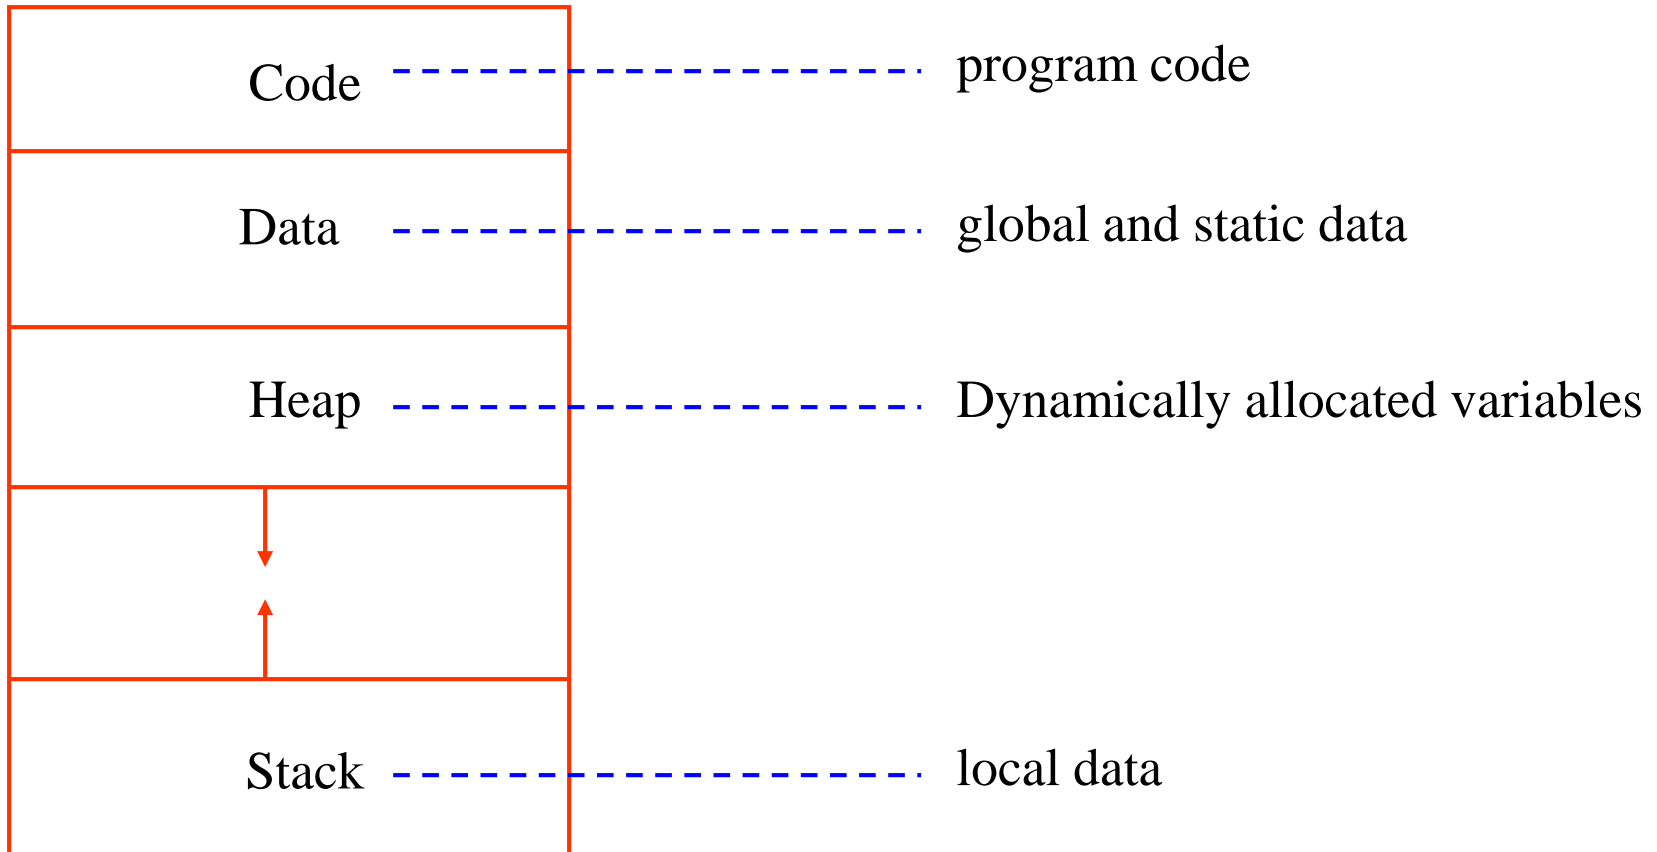 Code program code
Data global and static data
Heap Dynamically allocated variables
Stack local data